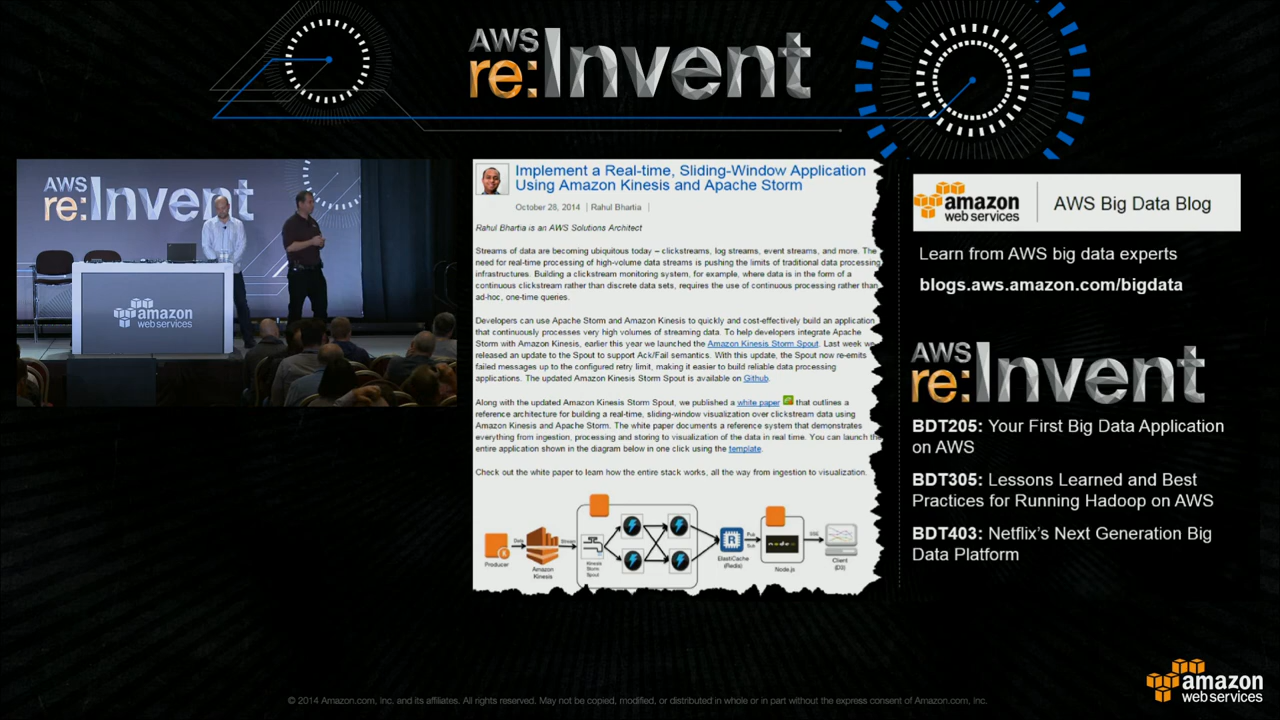 AWS
re:Invent
AWS
re:Invent
amazon
web services
Implement a Real-time, Sliding-Window Application
Using Amazon Kinesis and Apache Storm
October 28, 2014 | Rahul Bhartia |
Rahul Bhartia is an AWS Solutions Architect
Streams of data are becoming ubiquitous today – clickstreams, log streams, event streams, and more. The
need for real-time processing of high-volume data streams is pushing the limits of traditional data processing
infrastructures. Building a clickstream monitoring system, for example, where data is in the form of a
continuous clickstream rather than discrete data sets, requires the use of continuous processing rather than
ad-hoc, one-time queries.
Developers can use Apache Storm and Amazon Kinesis to quickly and cost-effectively build an application
that continuously processes very high volumes of streaming data. To help developers integrate Apache
Storm with Amazon Kinesis, earlier this year we launched the Amazon Kinesis Storm Spout. Last week we
released an update to the Spout to support Ack/Fail semantics. With this update, the Spout now re-emits
failed messages up to the configured retry limit, making it easier to build reliable data processing
applications. The updated Amazon Kinesis Storm Spout is available on Github.
Along with the updated Amazon Kinesis Storm Spout, we published a white paper that outlines a
reference architecture for building a real-time, sliding-window visualization over clickstream data using
Amazon Kinesis and Apache Storm. The white paper documents a reference system that demonstrates
everything from ingestion, processing and storing to visualization of the data in real time. You can launch the
entire application shown in the diagram below in one click using the template.
Check out the white paper to learn how the entire stack works, all the way from ingestion to visualization.
Producer
Data
Amazon
Kinesis
Stream
Kinesis
Storm
Spout
R
ElastiCache
(Redis)
Pub
Sub
node
Node.js
SSE
Client
(D3)
amazon
web services
AWS Big Data Blog
Learn from AWS big data experts
blogs.aws.amazon.com/bigdata
AWS
re:Invent
BDT205: Your First Big Data Application
on AWS
BDT305: Lessons Learned and Best
Practices for Running Hadoop on AWS
BDT403: Netflix's Next Generation Big
Data Platform
© 2014 Amazon.com, Inc, and its affiliates. All rights reserved. May not be copied, modified, or distributed in whole or in part without the express consent of Amazon.com, Inc.
amazon
web services